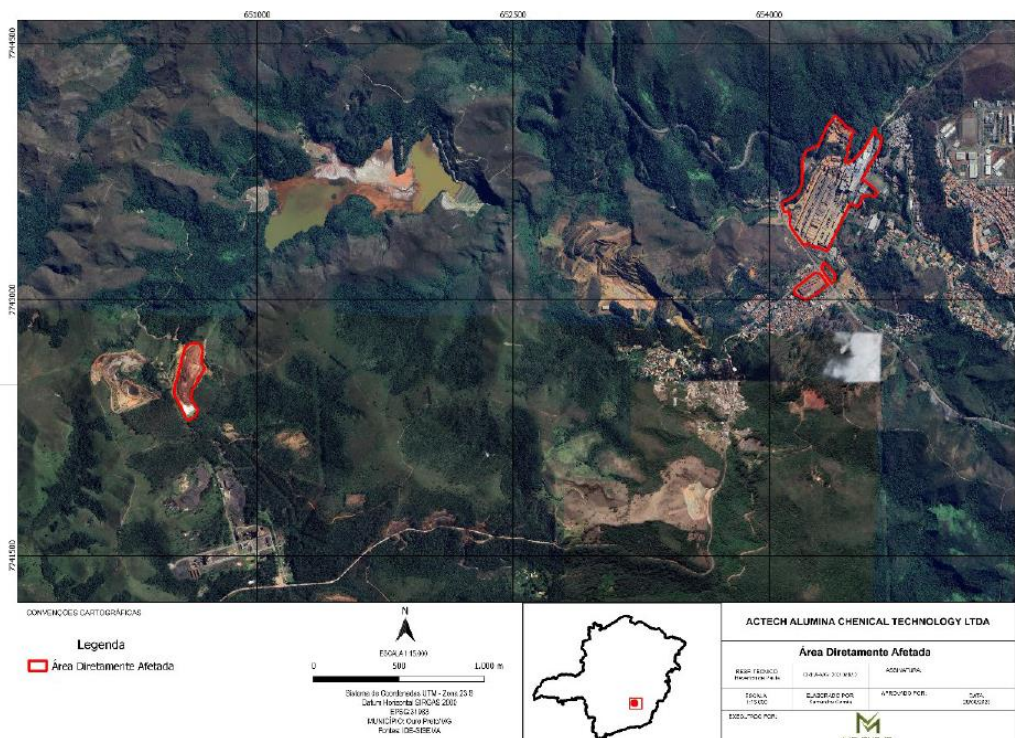 651000 652500 654000
7744500
7743000
7741500
CONVENÇÕES CARTOGRÁFICAS
Legenda
Área Diretamente Afetada
N
ESCALA 1:15.000
0 500 1.000 m
Sistema de Coordenadas UTM - Zona 23 S
Datum Horizontal SIRGAS 2000
MUNICÍPIO: Ouro Preto/MG
Fontes: IDE-SISEMA
ACTECH ALUMINA CHENICAL TECHNOLOGY LTDA
Área Diretamente Afetada
RESP. TÉCNICO
ASSINATURA
ESCALA
1:15.000
ELABORADO POR
APROVADO POR:
DATA
EXECUTADO POR: